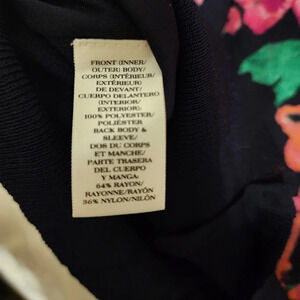 FRONT (INNER/
OUTER) BODY/
CORPS (INTÉRIEUR/
EXTÉRIEUR)
DE DEVANT/
CUERPO DELANTERO
(INTERIOR/
EXTERIOR):
100% POLYESTER/
POLIÉSTER
BACK BODY &
SLEEVE/
DOS DU CORPS
ET MANCHE/
PARTE TRASERA
DEL CUERPO
Y MANGA:
64% RAYON/
RAYONNE/RAYÓN
36% NYLON/NILÓN